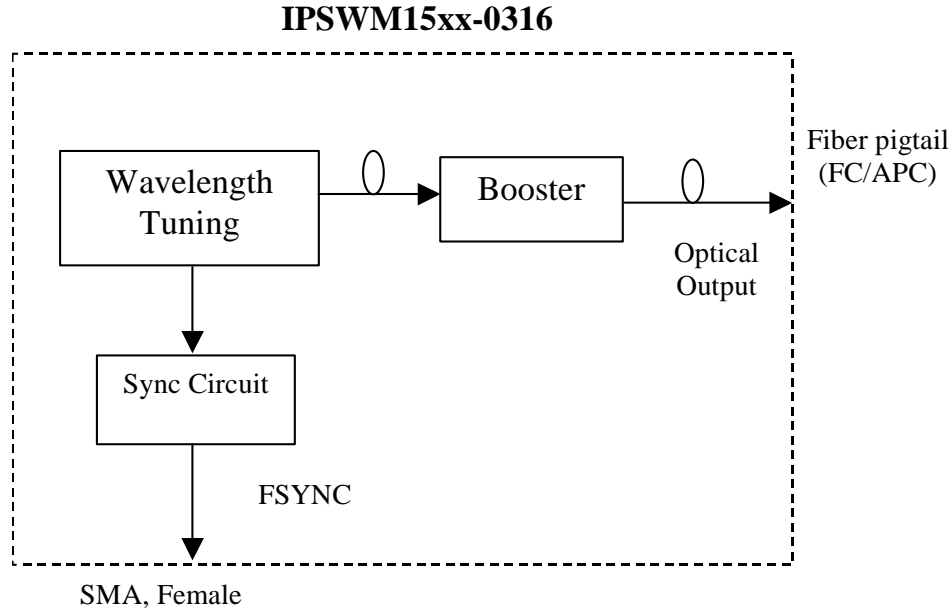 IPSWM15xx-0316
Wavelength
Tuning
Booster
Fiber pigtail
(FC/APC)
Optical
Output
Sync Circuit
FSYNC
SMA, Female